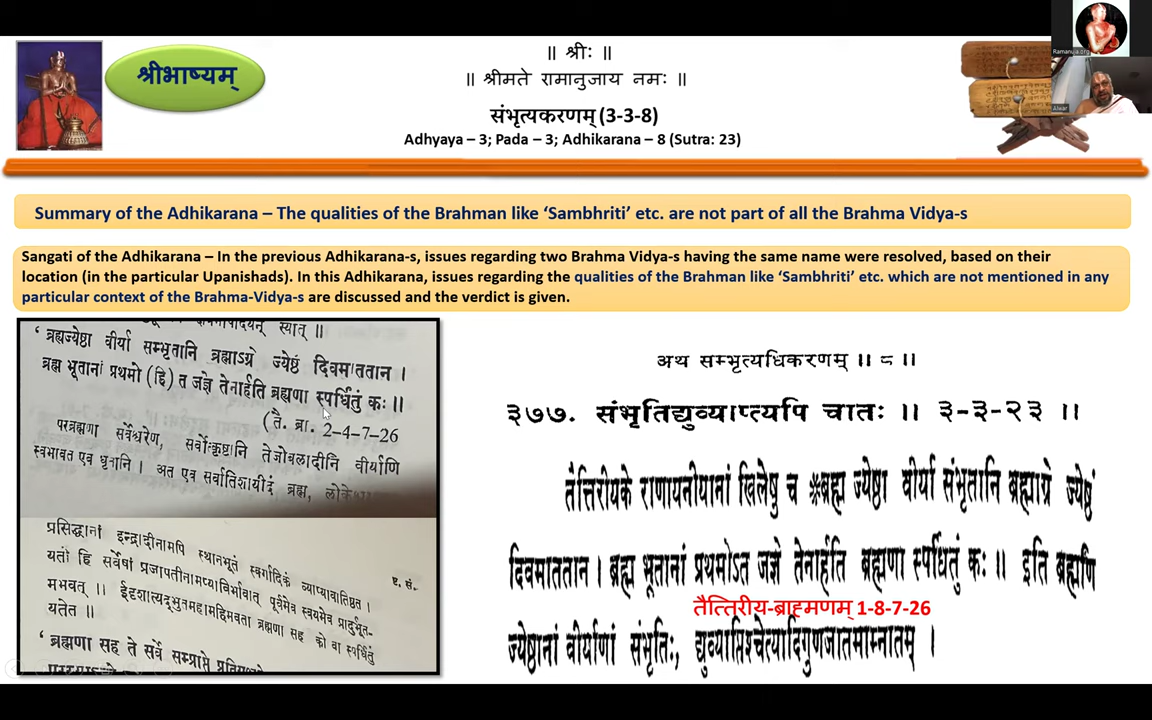 ॥ श्रीः ॥
॥ श्रीमते रामानुजाय नमः ॥
श्रीभाष्यम्
संभृत्यकरणम् (3-3-8)
Adhyaya – 3; Pada – 3; Adhikarana – 8 (Sutra: 23)
Ramanuja.org
Alwar
Summary of the Adhikarana – The qualities of the Brahman like ‘Sambhriti’ etc. are not part of all the Brahma Vidya-s
Sangati of the Adhikarana – In the previous Adhikarana-s, issues regarding two Brahma Vidya-s having the same name were resolved, based on their
location (in the particular Upanishads). In this Adhikarana, issues regarding the qualities of the Brahman like ‘Sambhriti’ etc. which are not mentioned in any
particular context of the Brahma-Vidya-s are discussed and the verdict is given.
स्यात् ॥
‘ ब्रह्मज्येष्ठा वीर्या सम्भृतानि ब्रह्माऽग्रे ज्येष्ठं दिवमाततान ।
ब्रह्म भूतानां प्रथमो (हि) त जज्ञे तेनार्हति ब्रह्मणा स्पर्धितुं कः ॥
(तै. ब्रा. 2-4-7-26
परब्रह्मणा सर्वेश्वरेण, सर्वोत्कृष्टानि तेजोबलादीनि वीर्याणि
स्वभावत एव धृतानि । अत एव सर्वातिशायीदं ब्रह्म,
प्रसिद्धानां इन्द्रादीनामपि स्थानभूतं स्वर्गादिकं व्याप्यावातिष्ठत ।
यतो हि सर्वेषां प्रजापतीनामप्याविर्भावात् पूर्वमेव स्वयमेव प्रादुर्भूत-
मभवत् ॥ ईदृशात्यद्भुतमहामहिमवता ब्रह्मणा सह को वा स्पर्धितुं
यतेत ॥
‘ ब्रह्मणा सह ते सर्वे सम्प्राप्ते
अथ सम्भृत्यधिकरणम् ॥ ८ ॥
३७७. संभृतिद्युव्याप्त्यपि चातः ॥ ३-३-२३ ॥
तैत्तिरीयके राणायनीयानां खिलेषु च *ब्रह्म ज्येष्ठा वीर्या संभृतानि ब्रह्माग्रे ज्येष्ठं
दिवमाततान । ब्रह्म भूतानां प्रथमोऽत जज्ञे तेनार्हति ब्रह्मणा स्पर्धितुं कः ॥ इति ब्रह्मणि
तैत्तिरीय-ब्राह्मणम् 1-8-7-26
ज्येष्ठानां वीर्याणां संभृतिः, द्युव्याप्तिश्चेत्यादिगुणजातमाम्नातम् ।